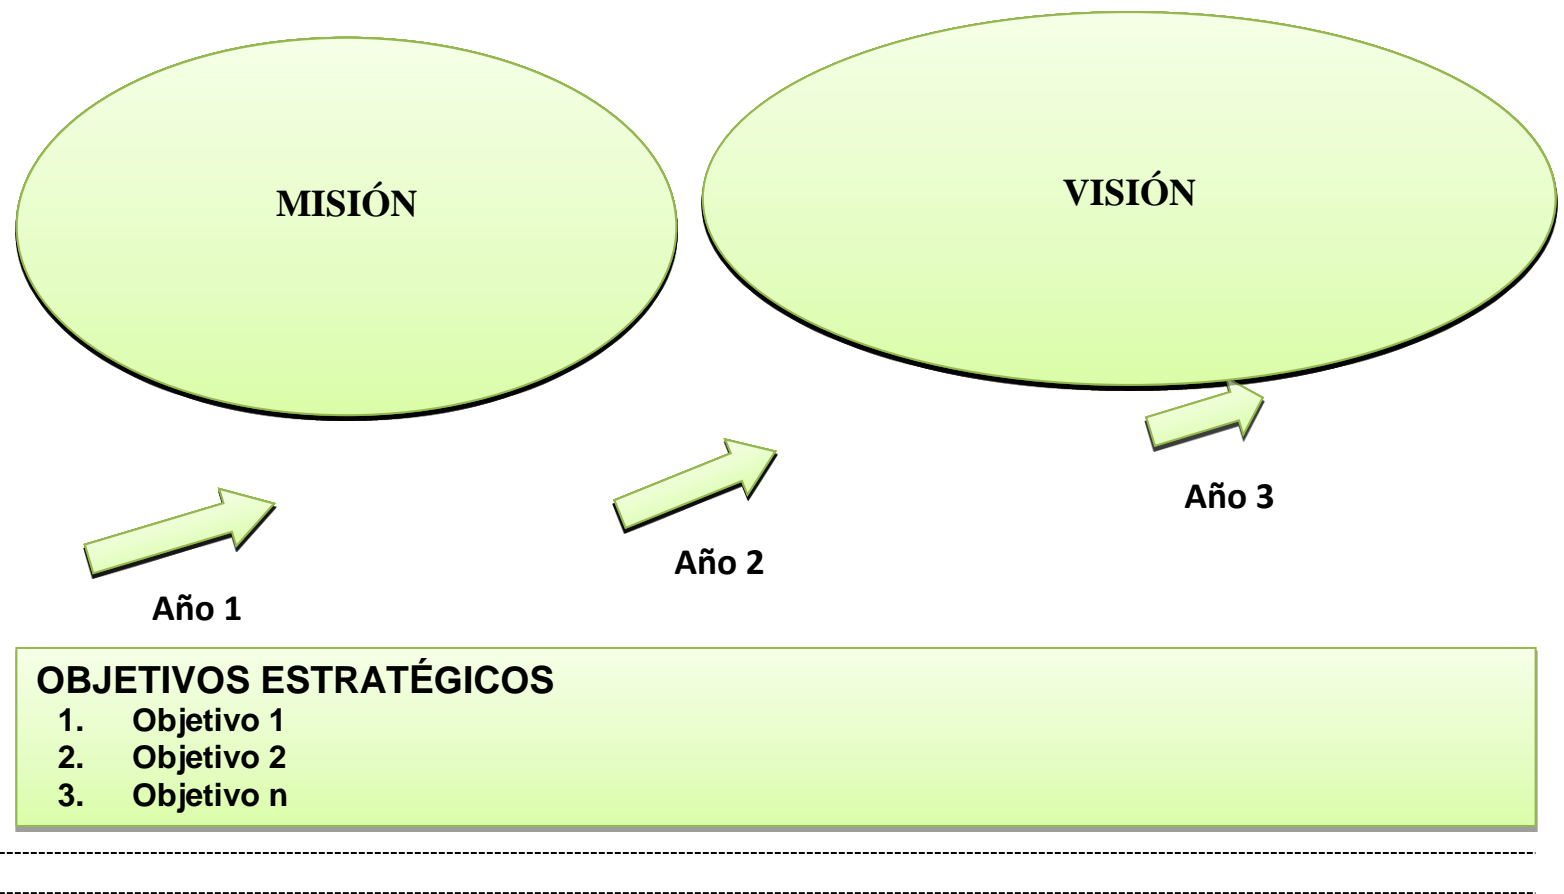 MISIÓN
VISIÓN
Año 1
Año 2
Año 3
OBJETIVOS ESTRATÉGICOS
1. Objetivo 1
2. Objetivo 2
3. Objetivo n